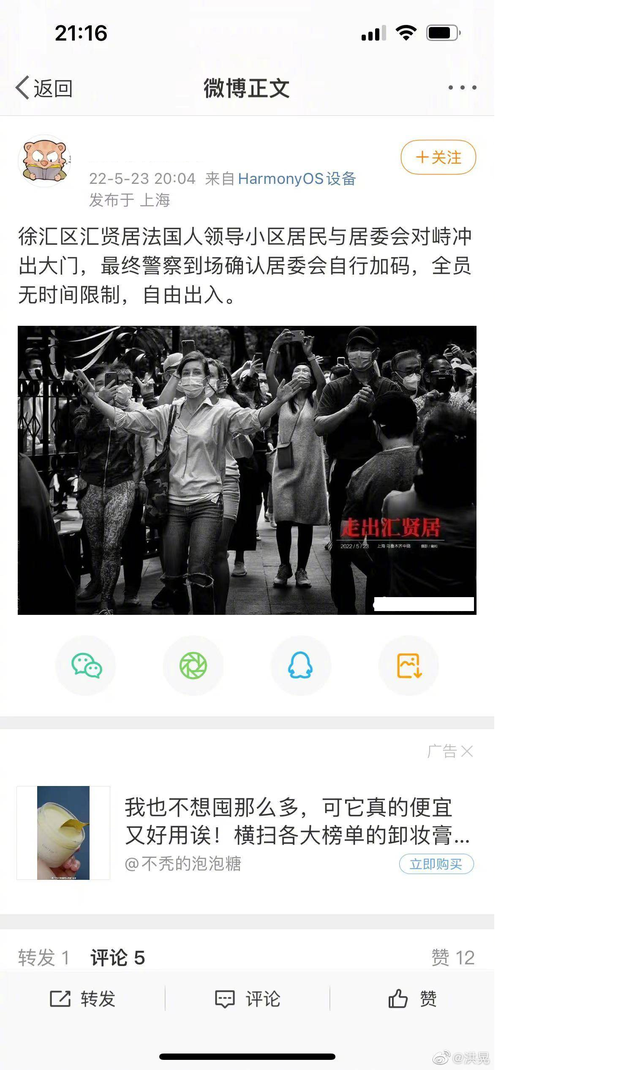 21:16
返回
微博正文
关注
22-5-23 20:04 来自HarmonyOS设备
发布于 上海
徐汇区汇贤居法国人领导小区居民与居委会对峙冲
出大门，最终警察到场确认居委会自行加码，全员
无时间限制，自由出入。
走出汇贤居
2022 / 5 / 23
广告
我也不想囤那么多，可它真的便宜
又好用诶！横扫各大榜单的卸妆膏...
@不秃的泡泡糖
立即购买
转发 1 评论 5 赞 12
转发 评论 赞
@洪晃